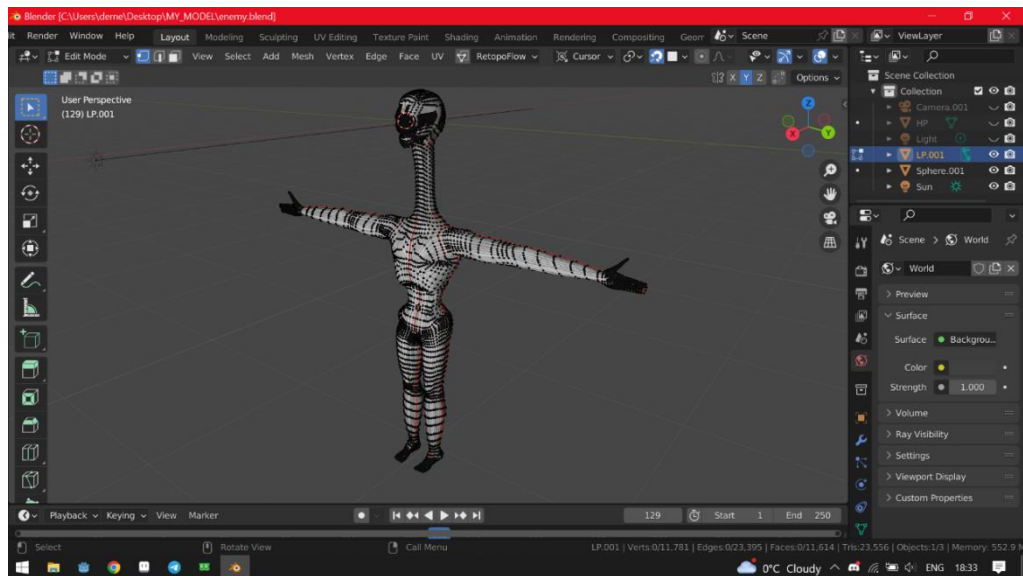 Blender [C:\Users\derne\Desktop\MY_MODEL\enemy.blend]
it Render Window Help Layout Modeling Sculpting UV Editing Texture Paint Shading Animation Rendering Compositing Geor Scene ViewLayer
Edit Mode View Select Add Mesh Vertex Edge Face UV RetopoFlow Cursor
X Y Z Options
User Perspective
(129) LP.001
Z
X
Y
Scene Collection
Collection
Camera.001
HP
Light
LP.001
Sphere.001
Sun
Scene > World
World
> Preview
Surface
Surface Backgrou...
Color
Strength 1.000
> Volume
> Ray Visibility
> Settings
> Viewport Display
> Custom Properties
Playback Keying View Marker 129 Start 1 End 250
Select Rotate View Call Menu LP.001 | Verts:0/11,781 | Edges:0/23,395 | Faces:0/11,614 | Tris:23,556 | Objects:1/3 | Memory: 552.9 M
0°C Cloudy ENG 18:33